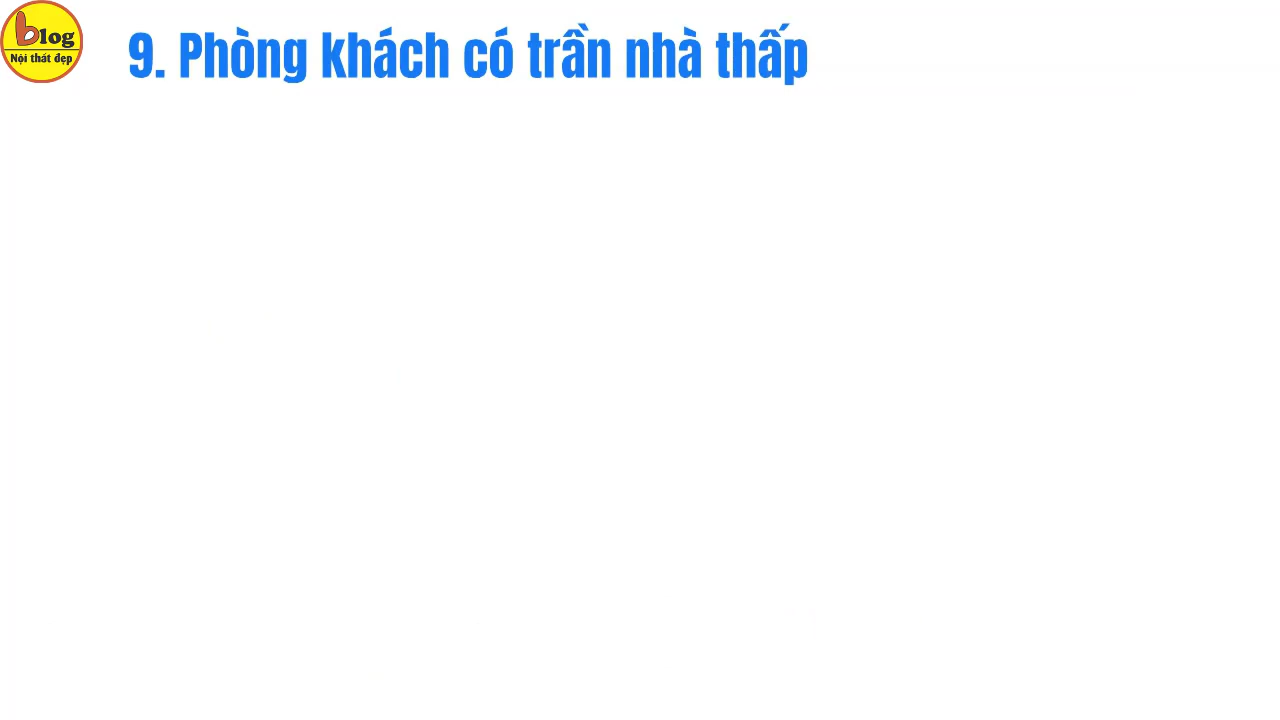 blog
Nội thất đẹp
9. Phòng khách có trần nhà thấp